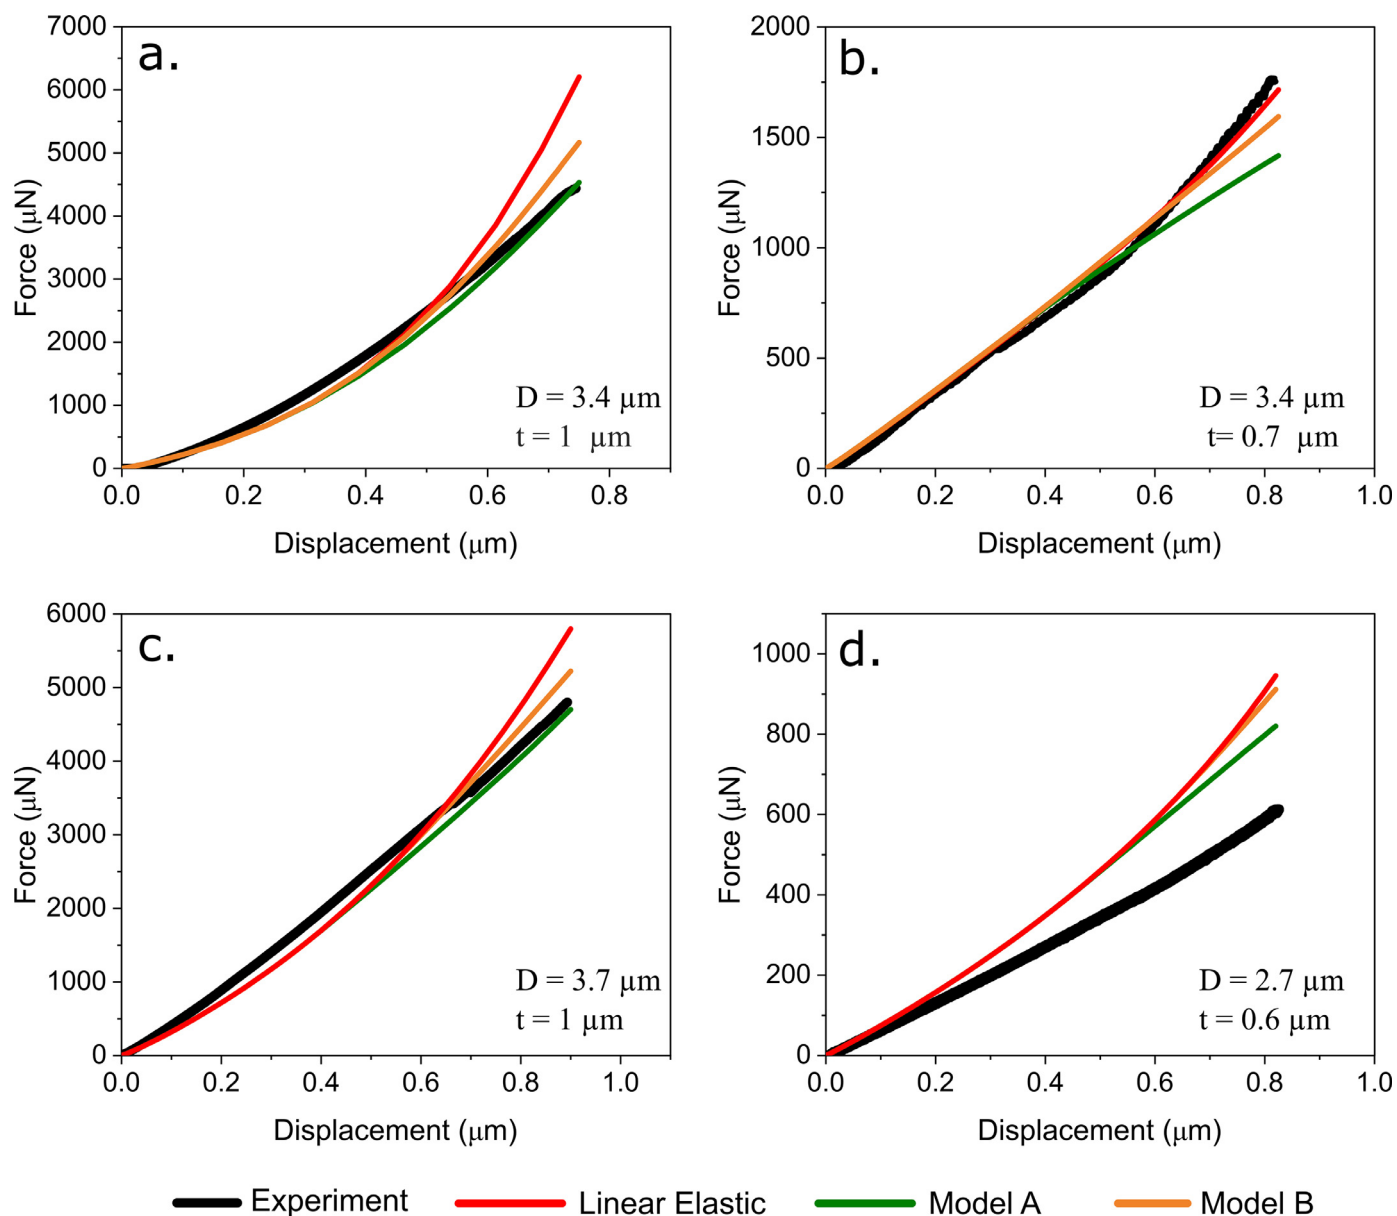 a.
7000
6000
5000
4000
3000
2000
1000
0
Force (μN)
D = 3.4 μm
t = 1 μm
0.0 0.2 0.4 0.6 0.8
Displacement (μm)
b.
2000
1500
1000
500
0
Force (μN)
D = 3.4 μm
t= 0.7 μm
0.0 0.2 0.4 0.6 0.8 1.0
Displacement (μm)
c.
6000
5000
4000
3000
2000
1000
0
Force (μN)
D = 3.7 μm
t = 1 μm
0.0 0.2 0.4 0.6 0.8 1.0
Displacement (μm)
d.
1000
800
600
400
200
0
Force (μN)
D = 2.7 μm
t = 0.6 μm
0.0 0.2 0.4 0.6 0.8 1.0
Displacement (μm)
Experiment Linear Elastic Model A Model B